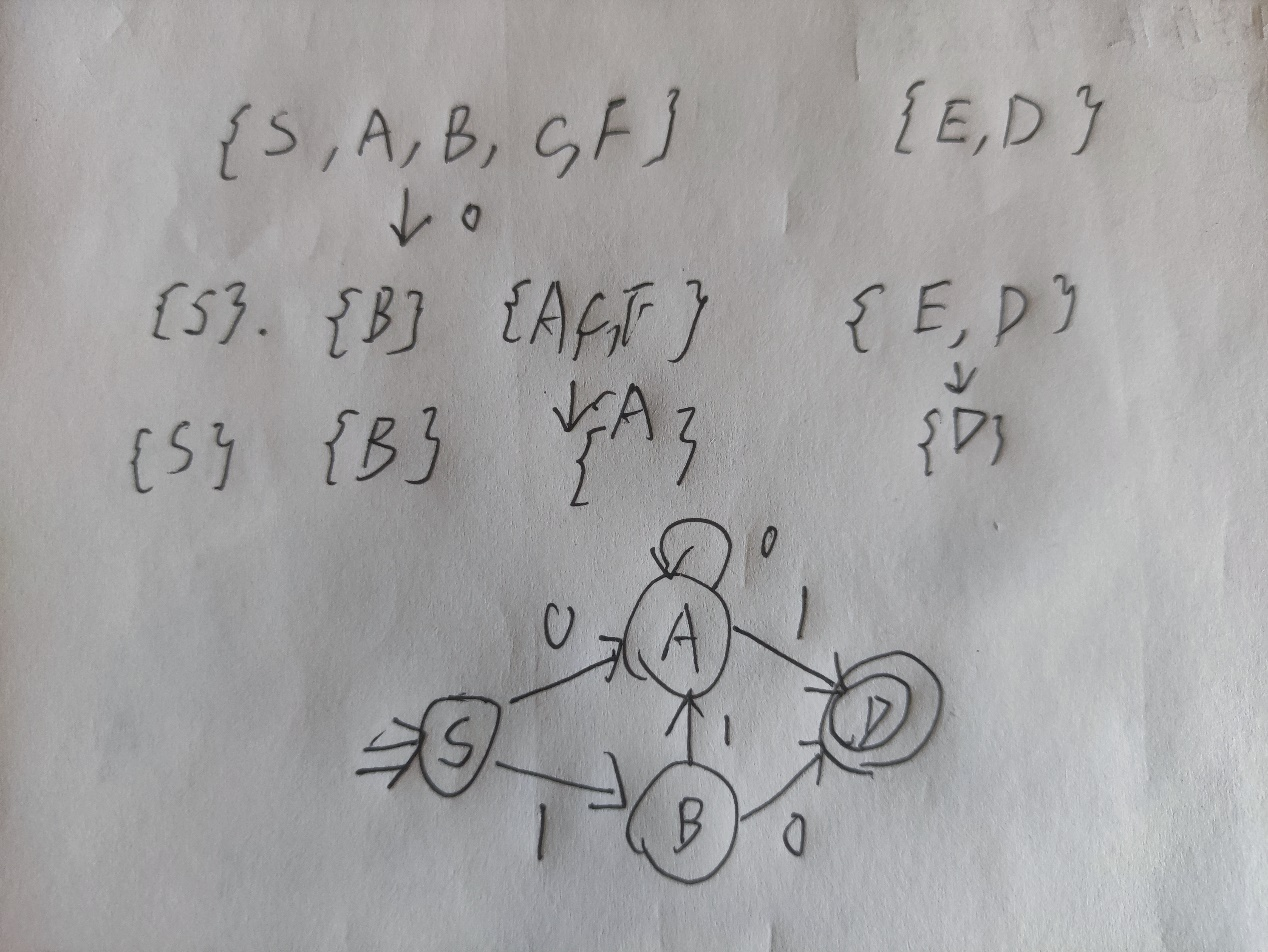 {S, A, B, C, F} {E, D}
↓ 0
{S}. {B} {A C, F} {E, D}
↓ ↓
{S} {B} {A} {D}
0
0 A 1
S D
1
1 B 0